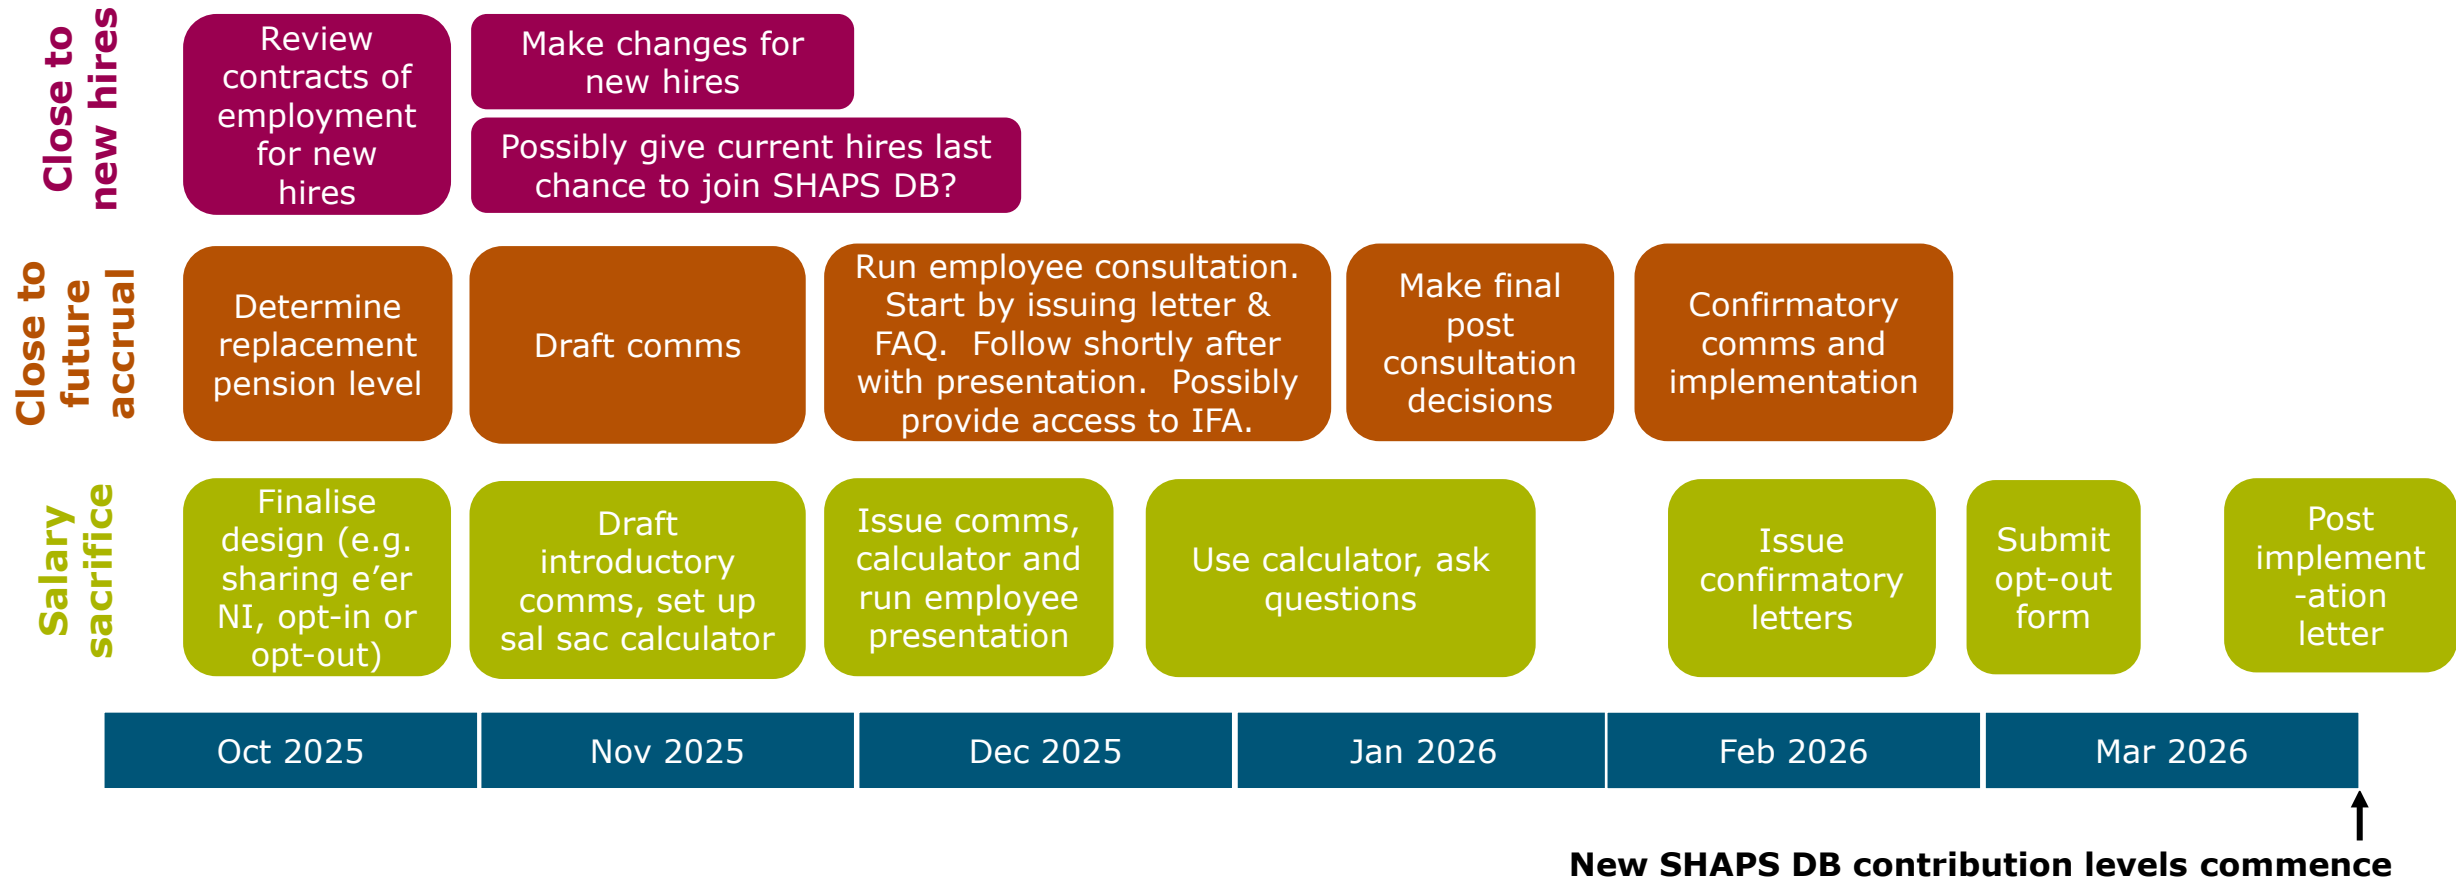 Close to
new hires
Review
contracts of
employment
for new
hires
Make changes for
new hires
Possibly give current hires last
chance to join SHAPS DB?
Close to
future
accrual
Determine
replacement
pension level
Draft comms
Run employee consultation.
Start by issuing letter &
FAQ.  Follow shortly after
with presentation.  Possibly
provide access to IFA.
Make final
post
consultation
decisions
Confirmatory
comms and
implementation
Salary
sacrifice
Finalise
design (e.g.
sharing e’er
NI, opt-in or
opt-out)
Draft
introductory
comms, set up
sal sac calculator
Issue comms,
calculator and
run employee
presentation
Use calculator, ask
questions
Issue
confirmatory
letters
Submit
opt-out
form
Post
implement
-ation
letter
Oct 2025
Nov 2025
Dec 2025
Jan 2026
Feb 2026
Mar 2026
New SHAPS DB contribution levels commence